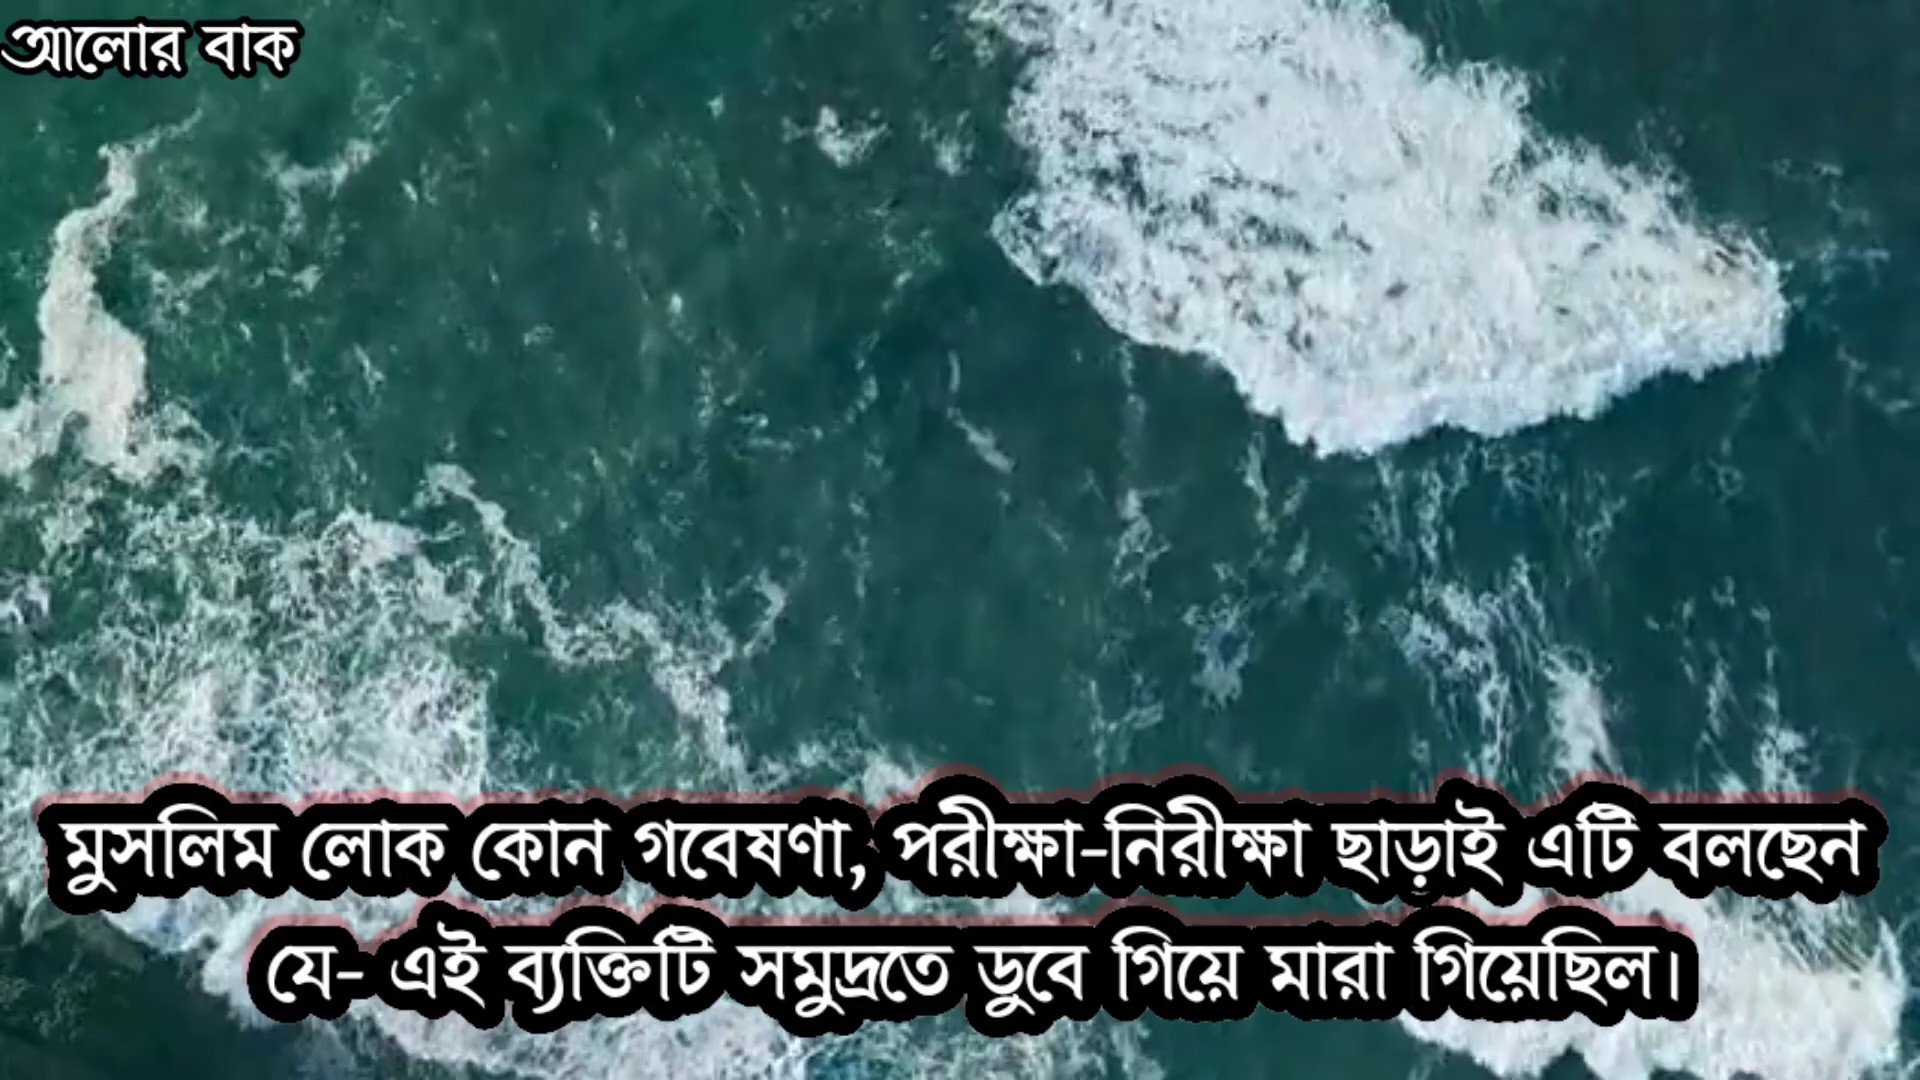 আলোর বাক
মুসলিম লোক কোন গবেষণা, পরীক্ষা-নিরীক্ষা ছাড়াই এটি বলছেন
যে- এই ব্যক্তিটি সমুদ্রতে ডুবে গিয়ে মারা গিয়েছিল।